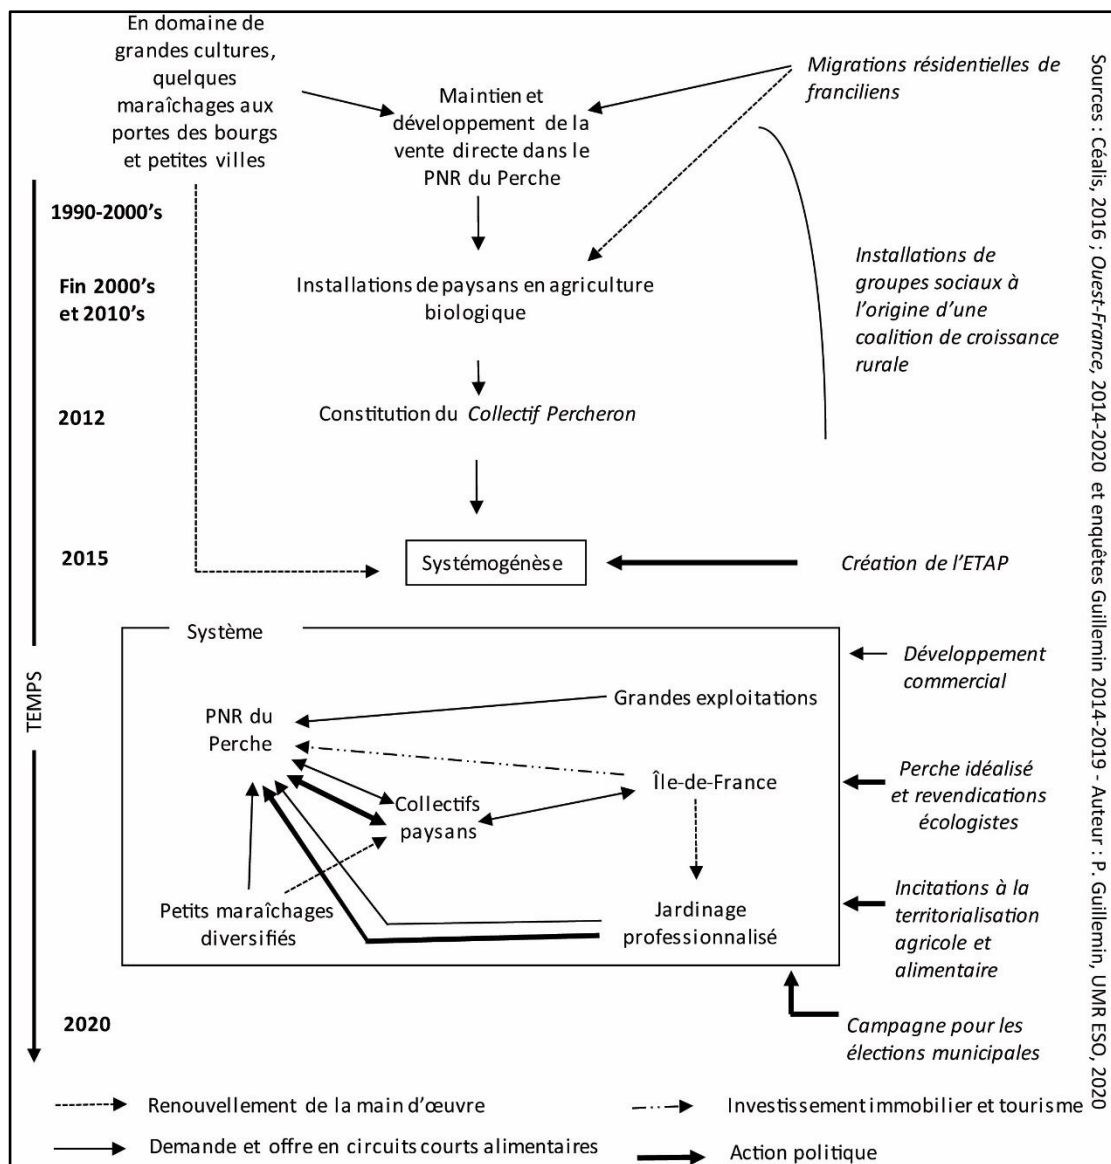 En domaine de
grandes cultures,
quelques
maraîchages aux
portes des bourgs
et petites villes
Maintien et
développement de la
vente directe dans le
PNR du Perche
Migrations résidentielles de
franciliens
1990-2000's
Fin 2000's
et 2010's
Installations de paysans en agriculture
biologique
Installations de
groupes sociaux à
l'origine d'une
coalition de croissance
rurale
2012
Constitution du Collectif Percheron
2015
Systémogénèse
Création de l'ETAP
TEMPS
Système
Grandes exploitations
PNR du
Perche
Île-de-France
Collectifs
paysans
Petits maraîchages
diversifiés
Jardinage
professionnalisé
Développement
commercial
Perche idéalisé
et revendications
écologistes
Incitations à la
territorialisation
agricole et
alimentaire
2020
Campagne pour les
élections municipales
Renouvellement de la main d'œuvre
Investissement immobilier et tourisme
Demande et offre en circuits courts alimentaires
Action politique
Sources : Céalis, 2016 ; Ouest-France, 2014-2020 et enquêtes Guillemin 2014-2019 - Auteur : P. Guillemin, UMR ESO, 2020